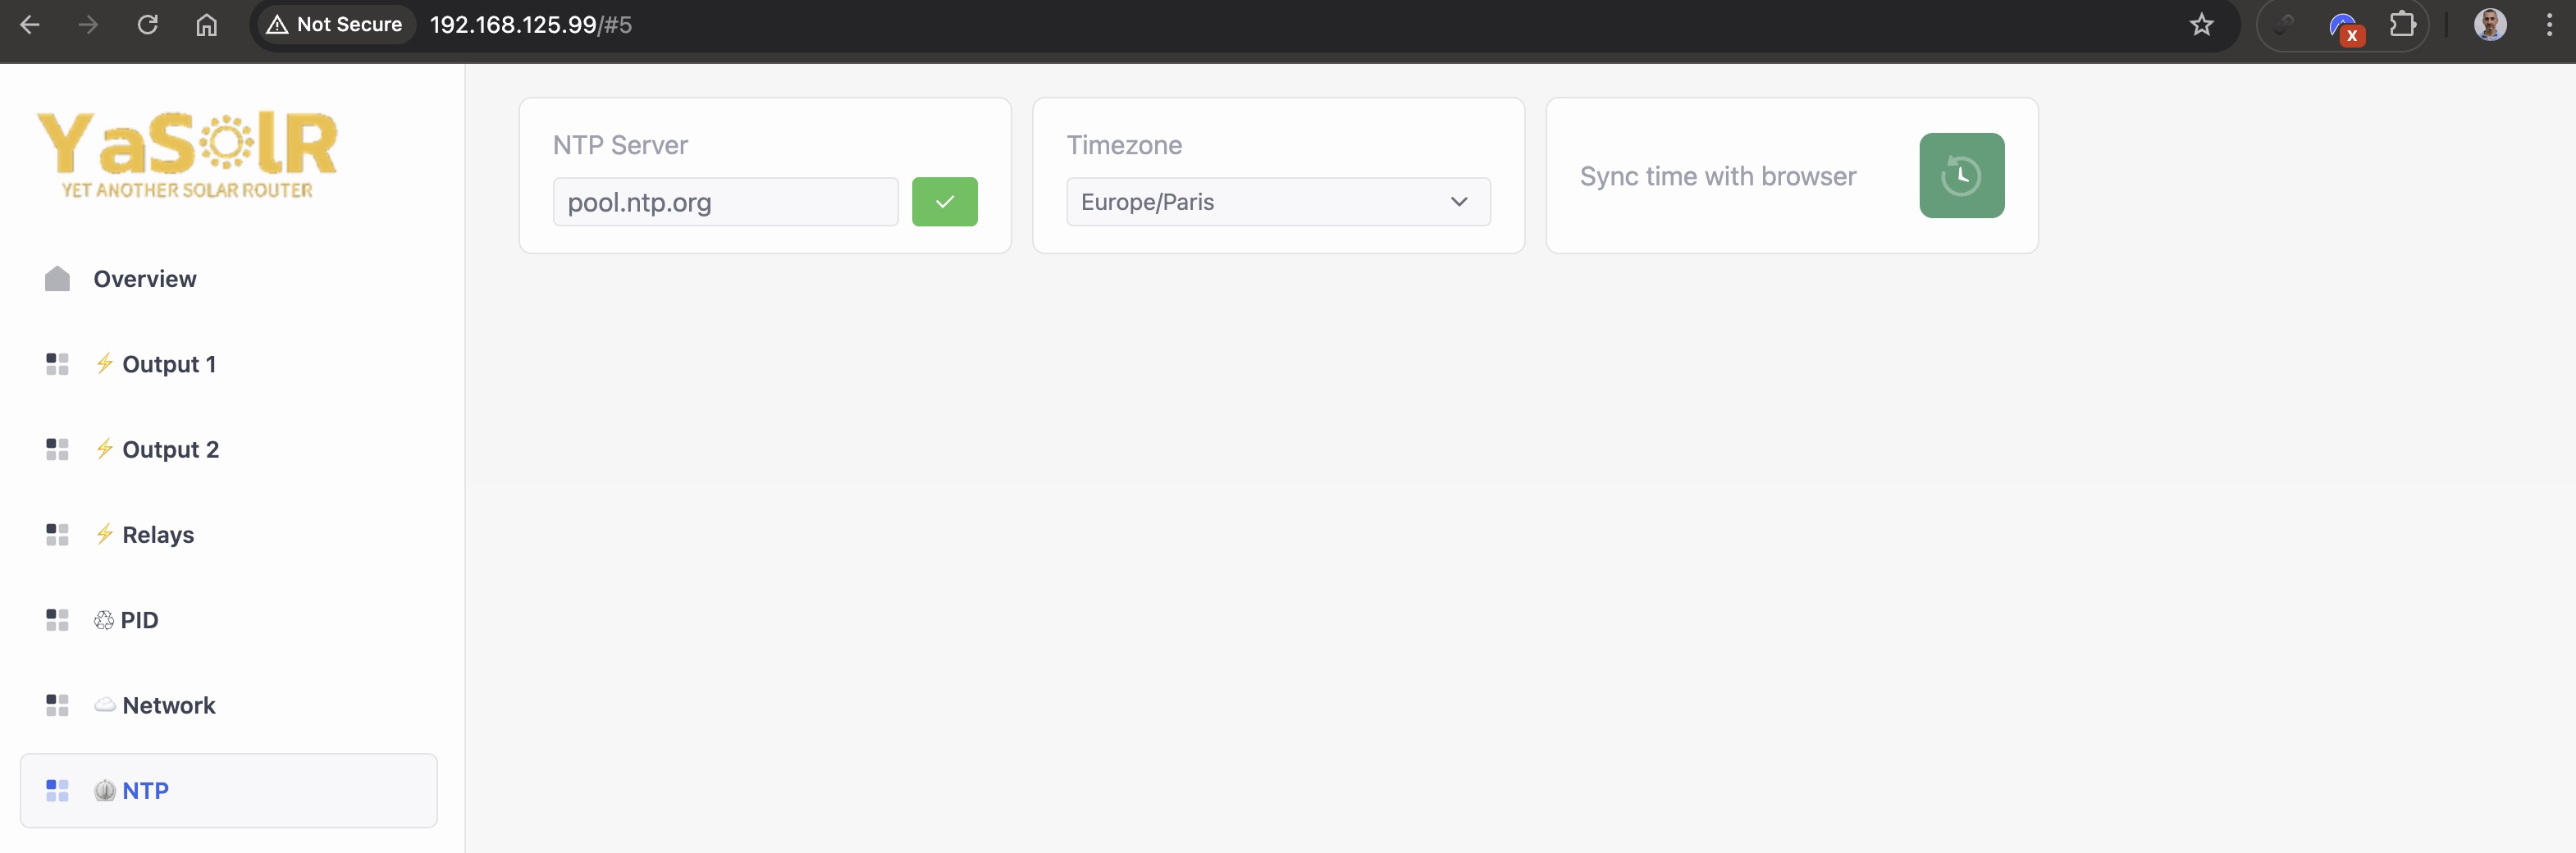 Not Secure
192.168.125.99/#5
X
YaSolR
YET ANOTHER SOLAR ROUTER
Overview
⚡ Output 1
⚡ Output 2
⚡ Relays
♲ PID
☁️ Network
NTP
NTP Server
pool.ntp.org
Timezone
Europe/Paris
Sync time with browser